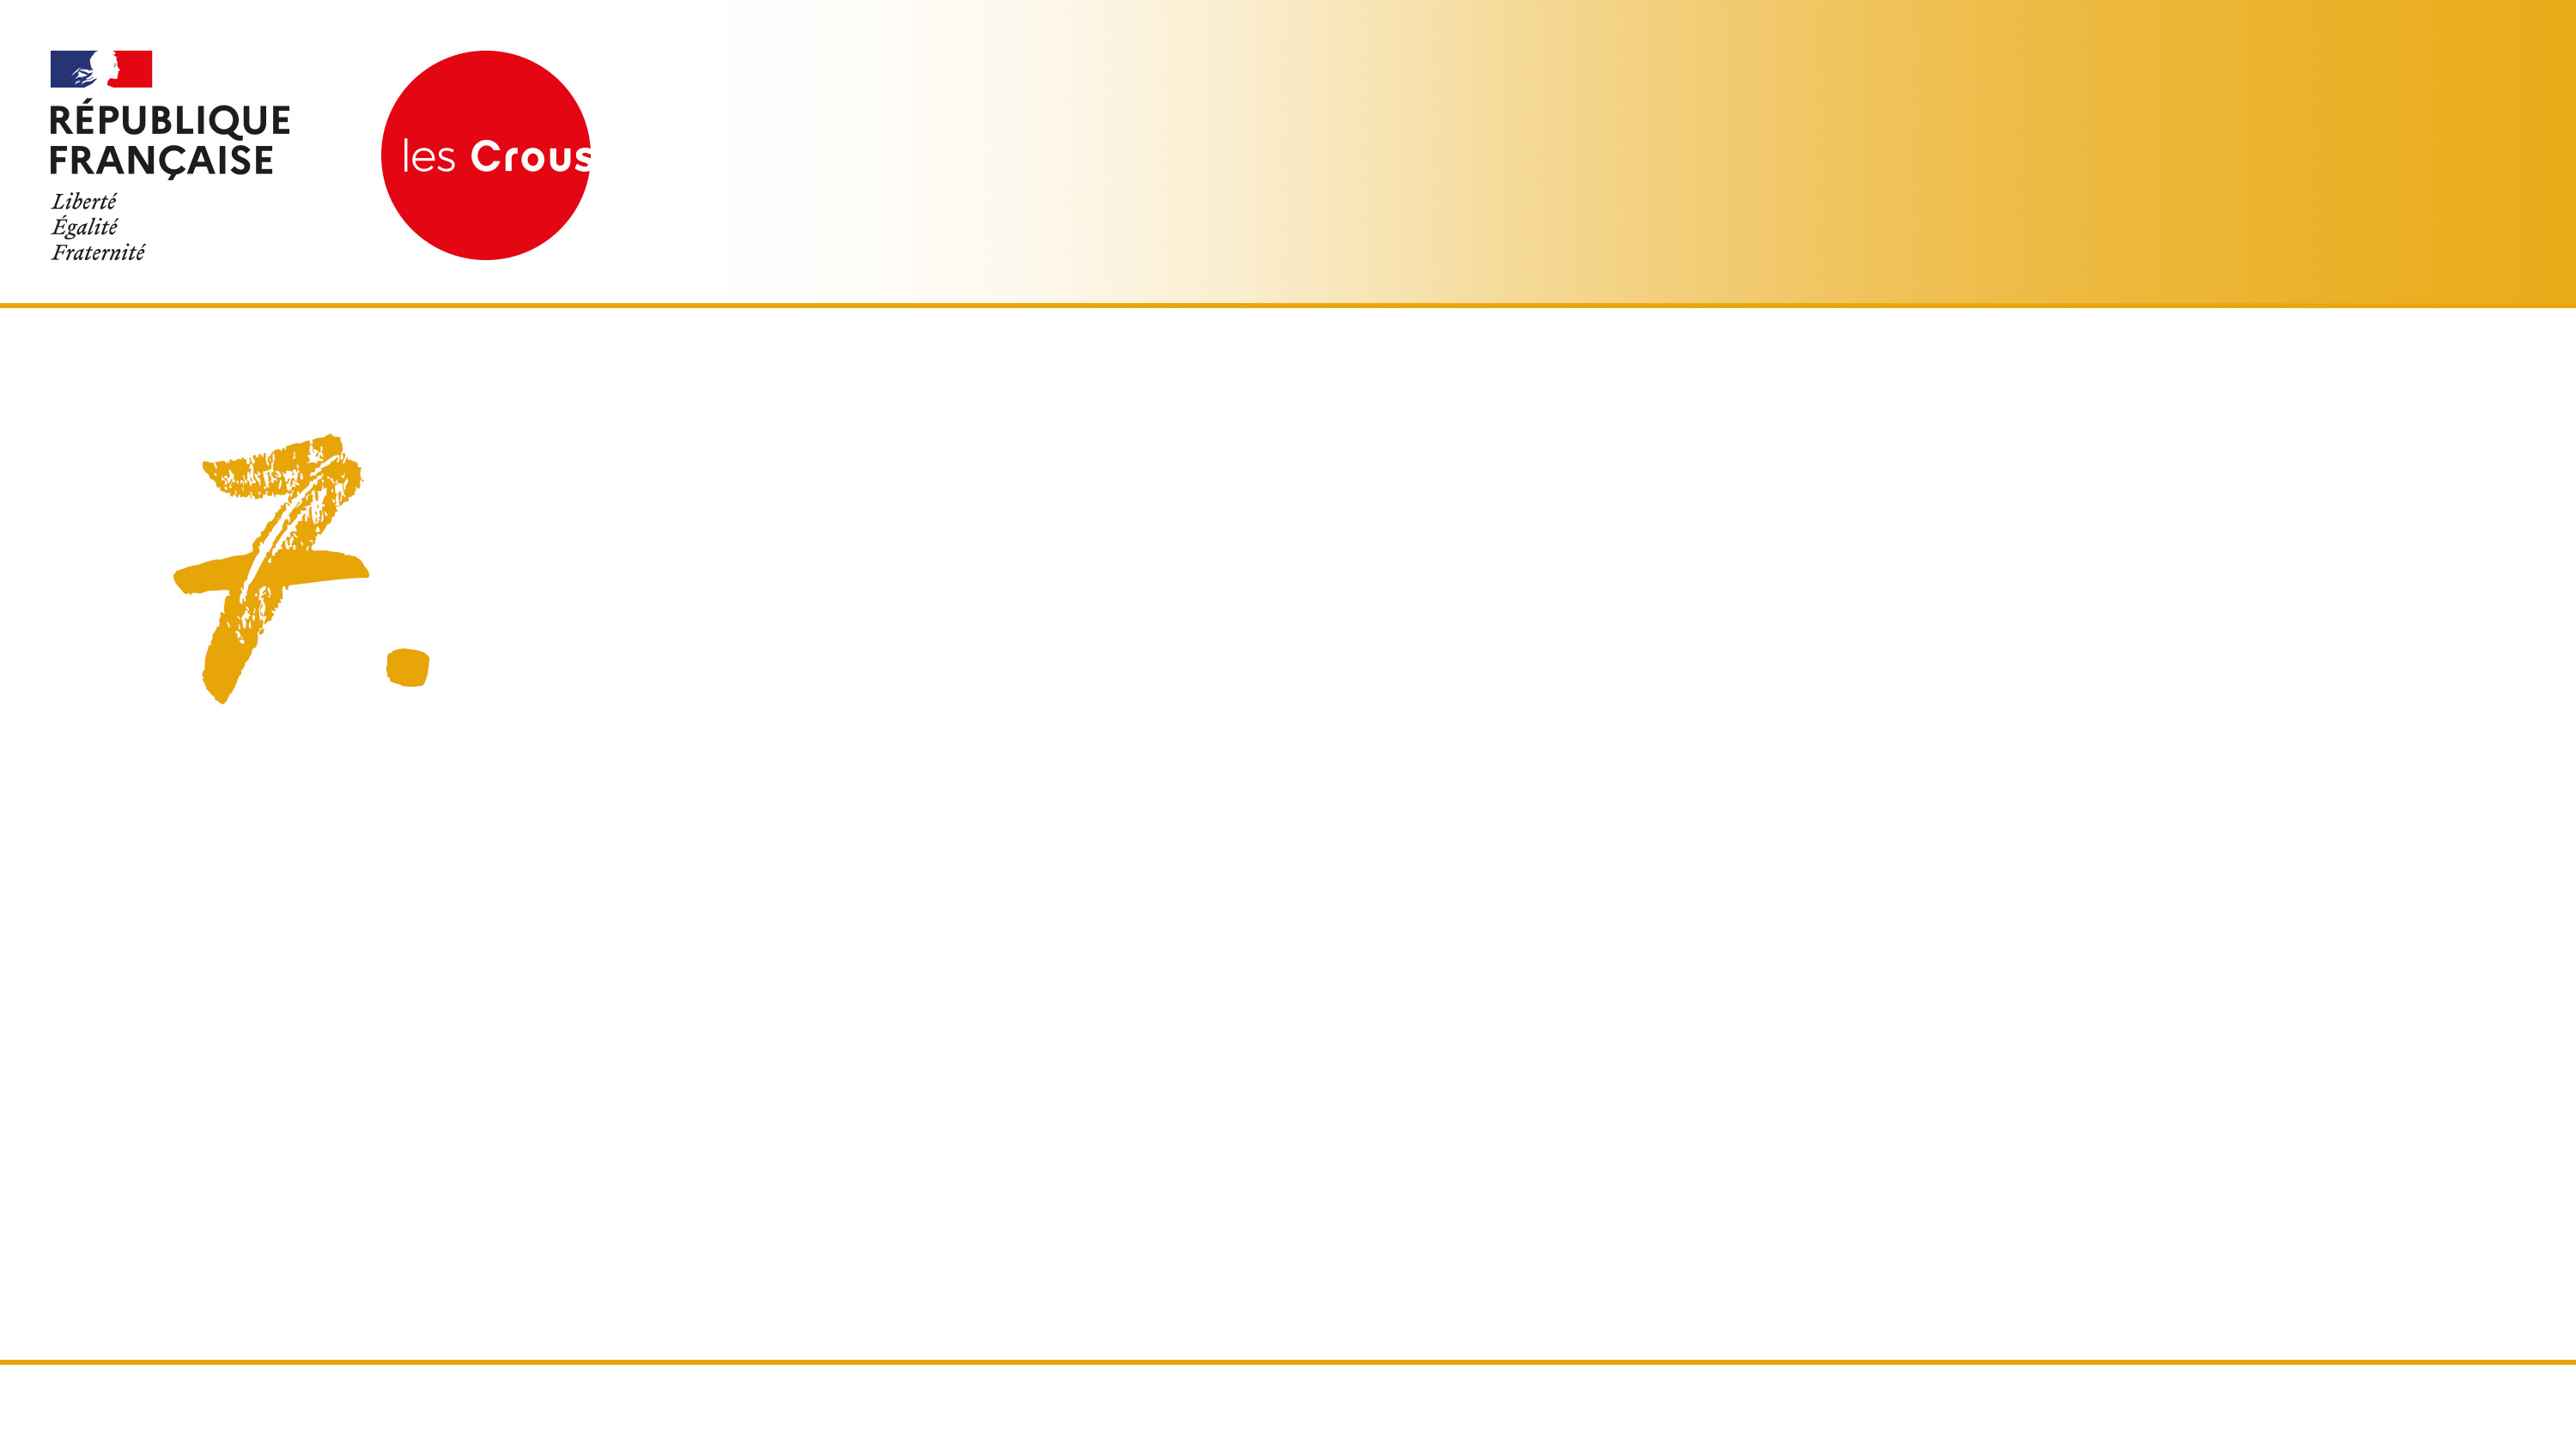 RÉPUBLIQUE
FRANÇAISE
Liberté
Égalité
Fraternité
les Crous
7.